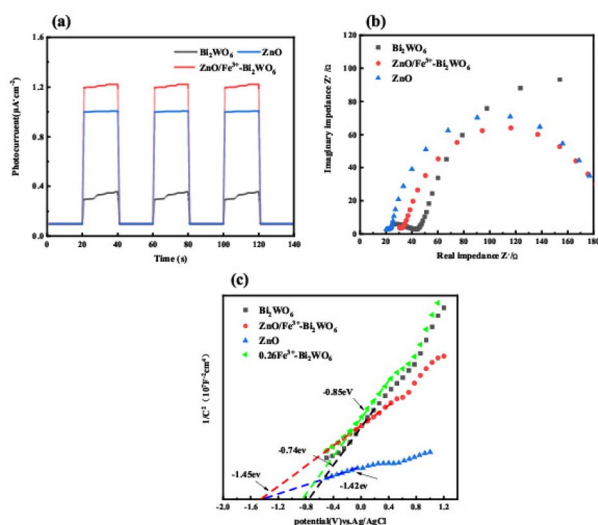 (a)
Bi₂WO₆ ZnO
ZnO/Fe³⁺-Bi₂WO₆
Photocurruent(μA·cm⁻²)
1.6
1.2
0.8
0.4
0.0
0 20 40 60 80 100 120 140
Time (s)
(b)
Bi₂WO₆
ZnO/Fe³⁺-Bi₂WO₆
ZnO
Imaginary impedance Z'' /Ω
120
100
80
60
40
20
0
0 20 40 60 80 100 120 140 160 180
Real impedance Z'/Ω
(c)
Bi₂WO₆
ZnO/Fe³⁺-Bi₂WO₆
ZnO
0.26Fe³⁺-Bi₂WO₆
1/C²
-0.85eV
-0.74ev
-1.45ev
-1.42ev
-2.0 -1.6 -1.2 -0.8 -0.4 0.0 0.4 0.8 1.2
potential(V)vs.Ag/AgCl